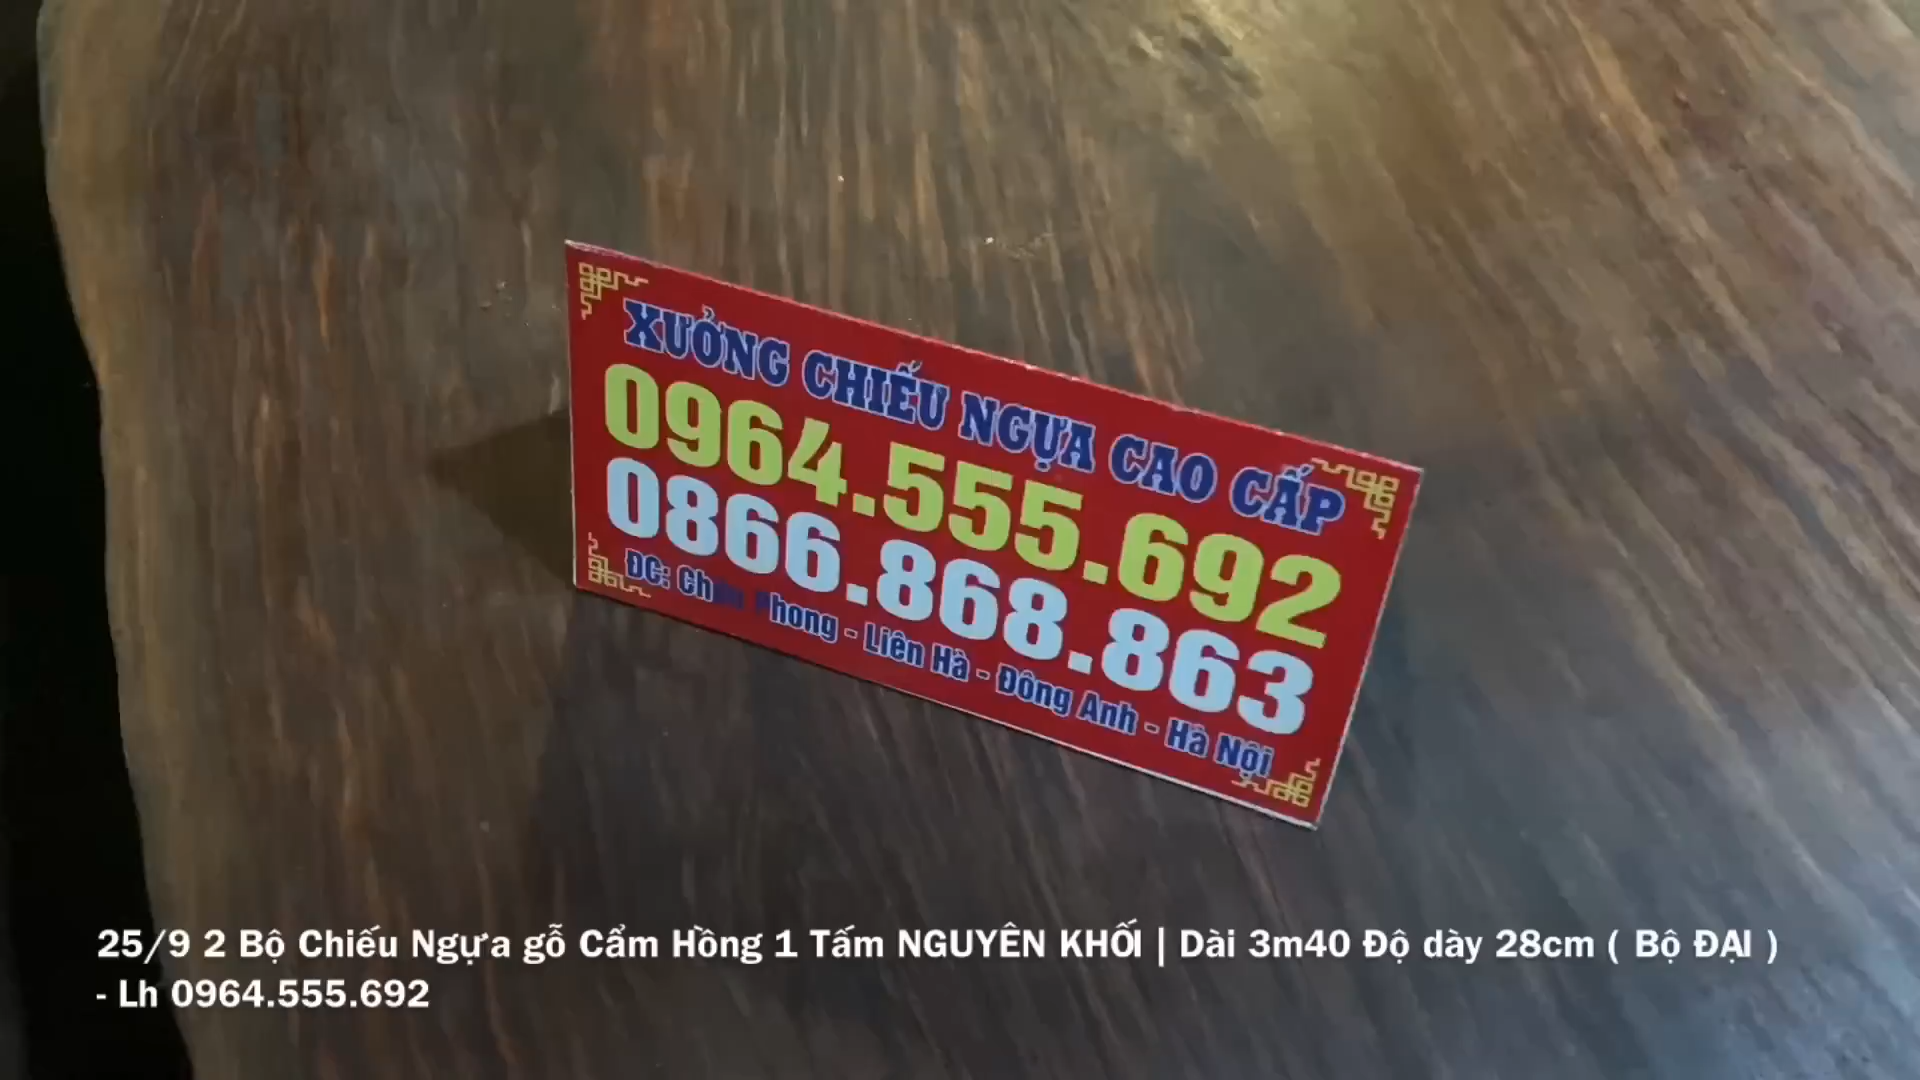 XƯỞNG CHIẾU NGỰA CAO CẤP
0964.555.692
0866.868.863
ĐC: Châu Phong - Liên Hà - Đông Anh - Hà Nội
25/9 2 Bộ Chiếu Ngựa gỗ Cẩm Hồng 1 Tấm NGUYÊN KHỐI | Dài 3m40 Độ dày 28cm ( Bộ ĐẠI )
- Lh 0964.555.692